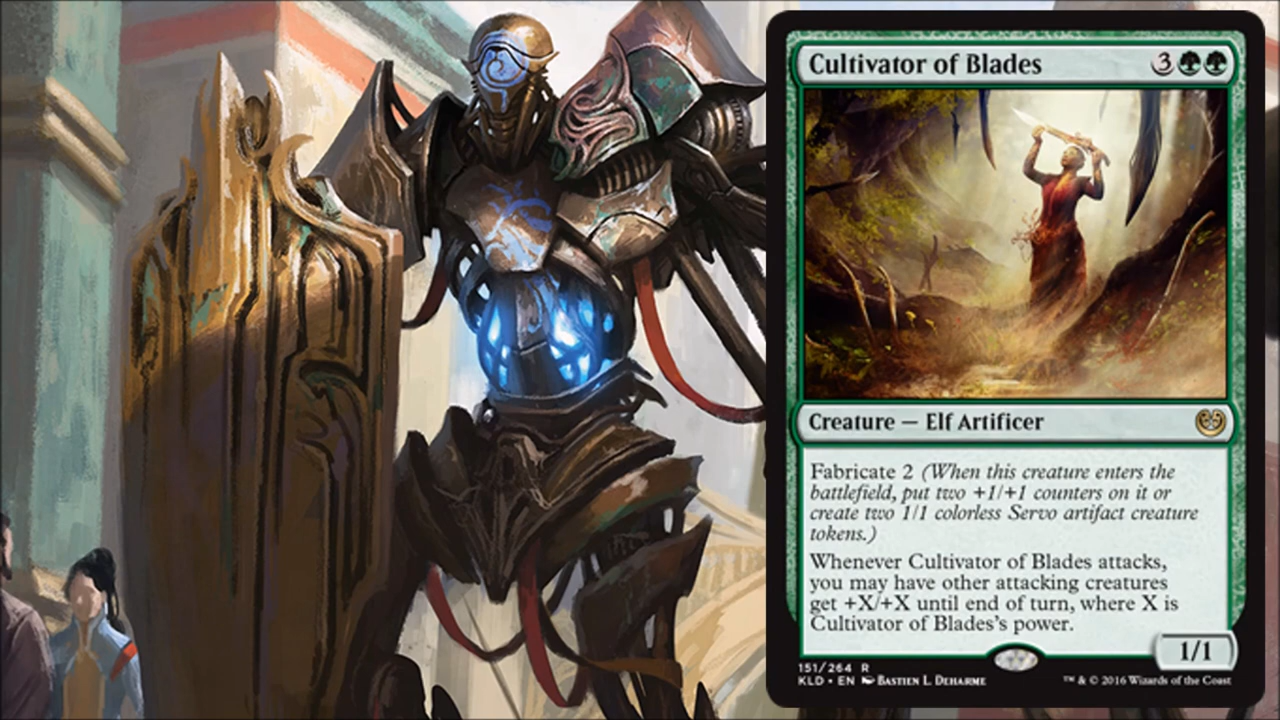 Cultivator of Blades 3
Creature — Elf Artificer
Fabricate 2 (When this creature enters the
battlefield, put two +1/+1 counters on it or
create two 1/1 colorless Servo artifact creature
tokens.)
Whenever Cultivator of Blades attacks,
you may have other attacking creatures
get +X/+X until end of turn, where X is
Cultivator of Blades's power.
1/1
151/264 R
KLD • EN Bastien L. Deharme ™ & © 2016 Wizards of the Coast